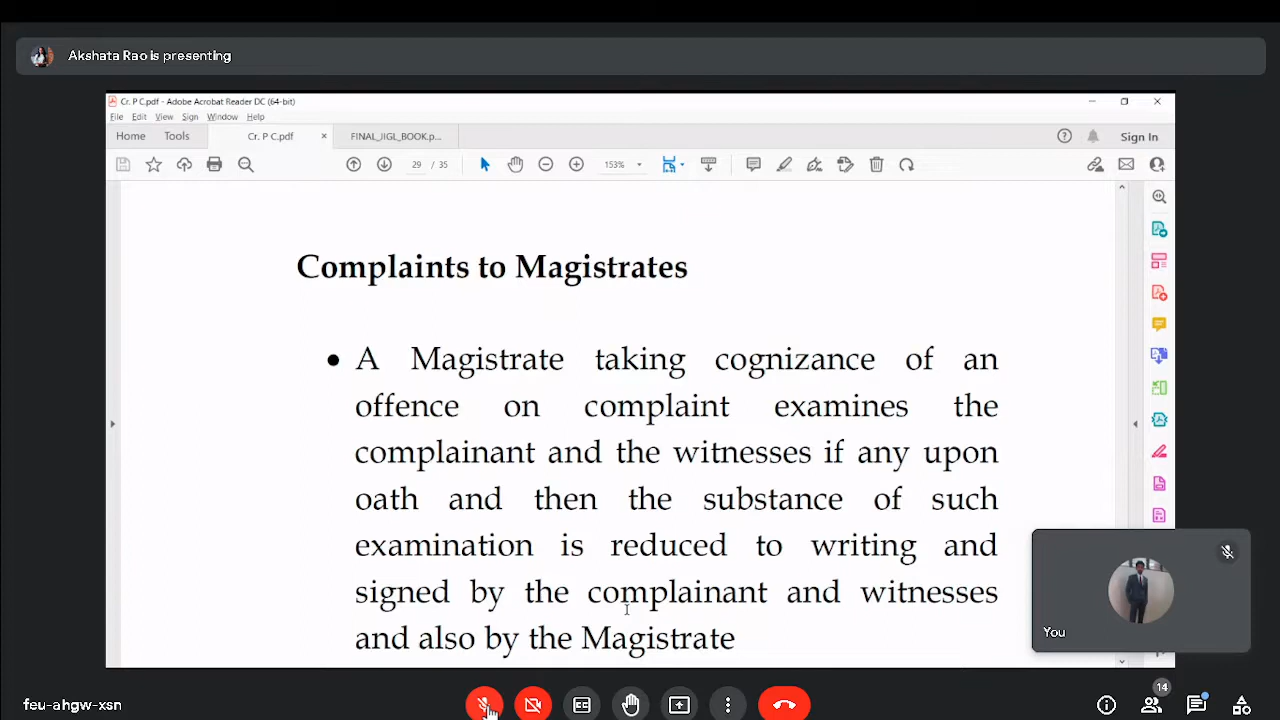 Akshata Rao is presenting
Cr. P C.pdf - Adobe Acrobat Reader DC (64-bit)
File Edit View Sign Window Help
Home Tools Cr. P C.pdf × FINAL_JIGL_BOOK.p... Sign In
29 / 35 153%
Complaints to Magistrates
• A Magistrate taking cognizance of an
offence on complaint examines the
complainant and the witnesses if any upon
oath and then the substance of such
examination is reduced to writing and
signed by the complainant and witnesses
and also by the Magistrate
You
feu-ahgw-xsn
14